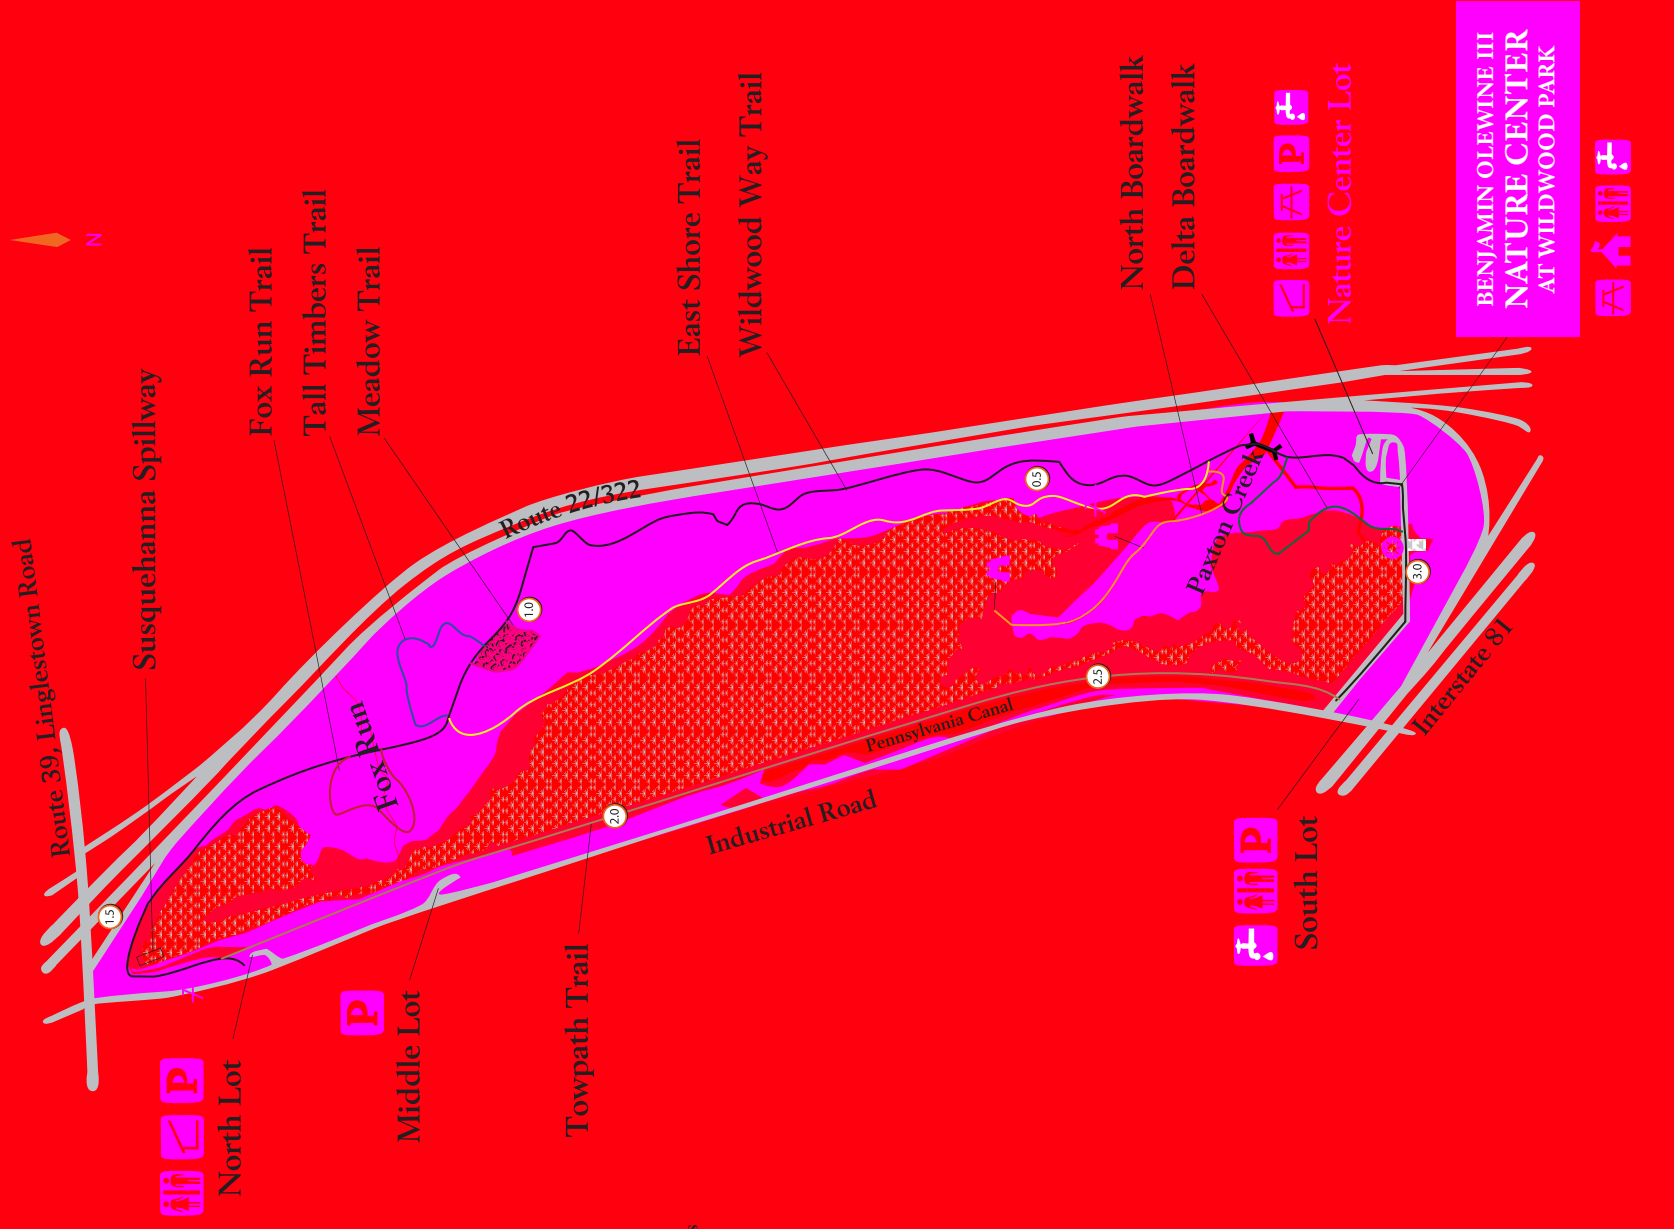 Route 39, Linglestown Road
Susquehanna Spillway
N
Fox Run Trail
Tall Timbers Trail
Meadow Trail
East Shore Trail
Wildwood Way Trail
North Boardwalk
Delta Boardwalk
P
Nature Center Lot
BENJAMIN OLEWINE III
NATURE CENTER
AT WILDWOOD PARK
Route 22/322
0.5
1.0
1.5
2.0
2.5
3.0
Fox Run
Paxton Creek
Pennsylvania Canal
Industrial Road
Interstate 81
P
North Lot
P
Middle Lot
Towpath Trail
P
South Lot